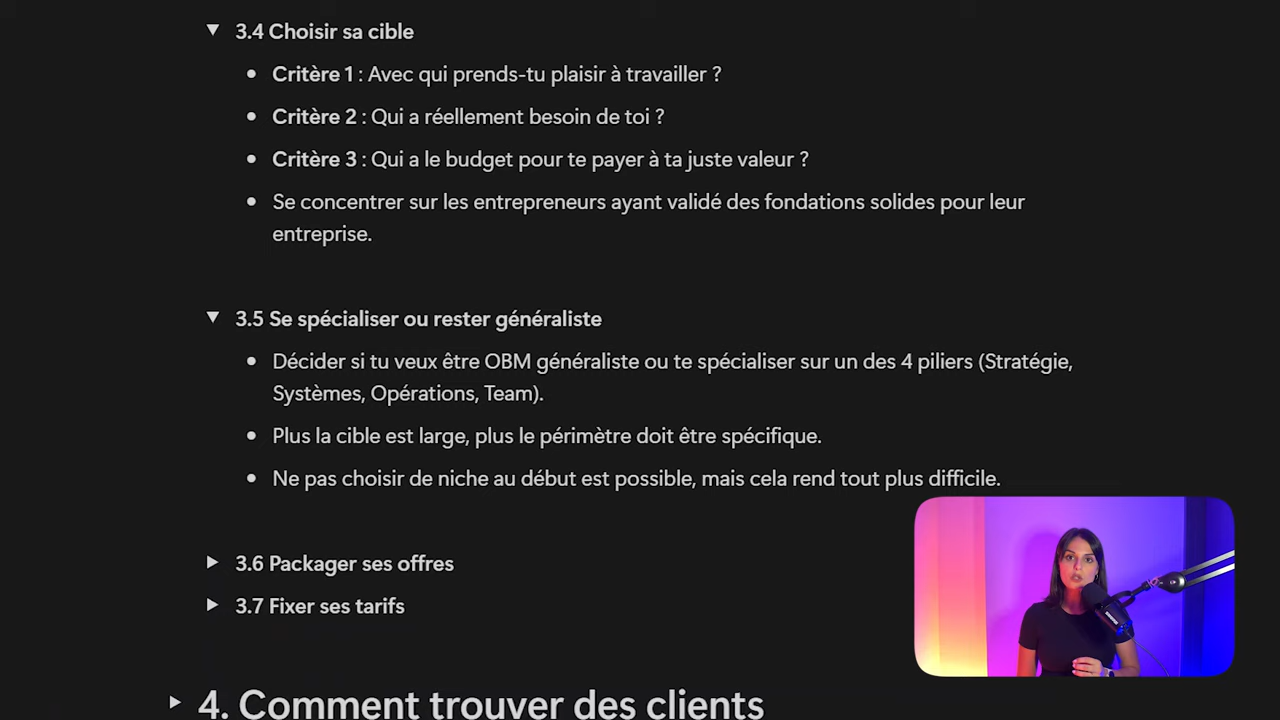 3.4 Choisir sa cible
Critère 1 : Avec qui prends-tu plaisir à travailler ?
Critère 2 : Qui a réellement besoin de toi ?
Critère 3 : Qui a le budget pour te payer à ta juste valeur ?
Se concentrer sur les entrepreneurs ayant validé des fondations solides pour leur
entreprise.
3.5 Se spécialiser ou rester généraliste
Décider si tu veux être OBM généraliste ou te spécialiser sur un des 4 piliers (Stratégie,
Systèmes, Opérations, Team).
Plus la cible est large, plus le périmètre doit être spécifique.
Ne pas choisir de niche au début est possible, mais cela rend tout plus difficile.
3.6 Packager ses offres
3.7 Fixer ses tarifs
4. Comment trouver des clients